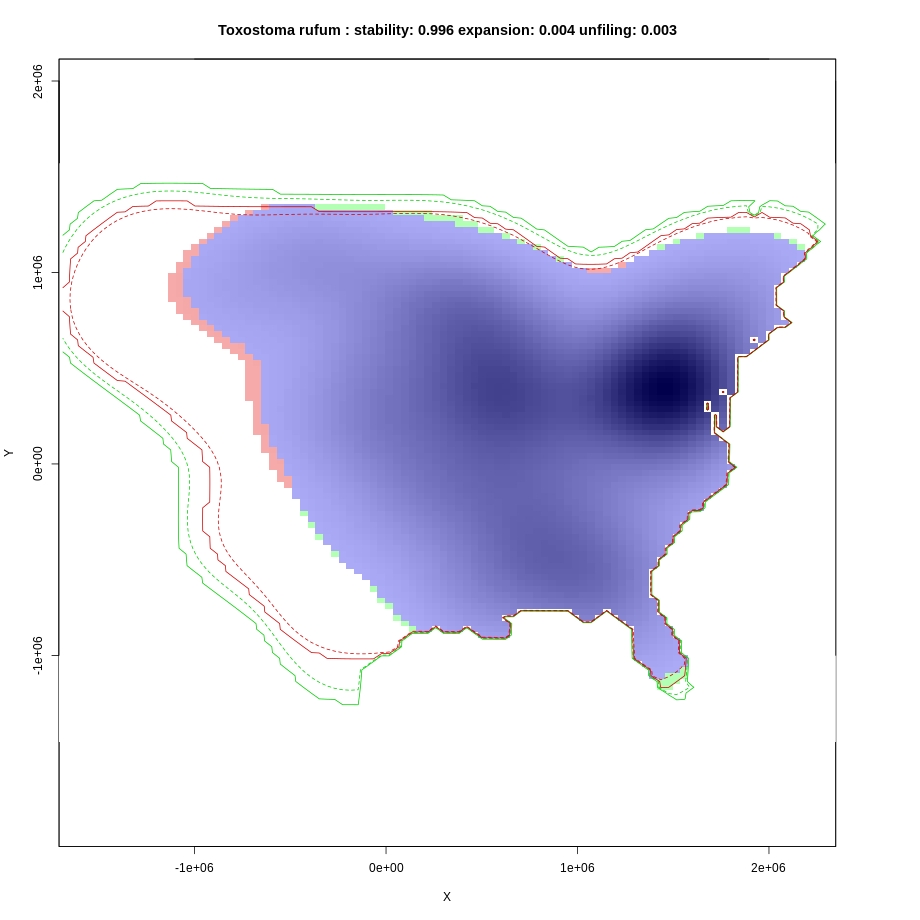 Toxostoma rufum : stability: 0.996 expansion: 0.004 unfiling: 0.003
2e+06
1e+06
0e+00
-1e+06
Y
-1e+06 0e+00 1e+06 2e+06
X